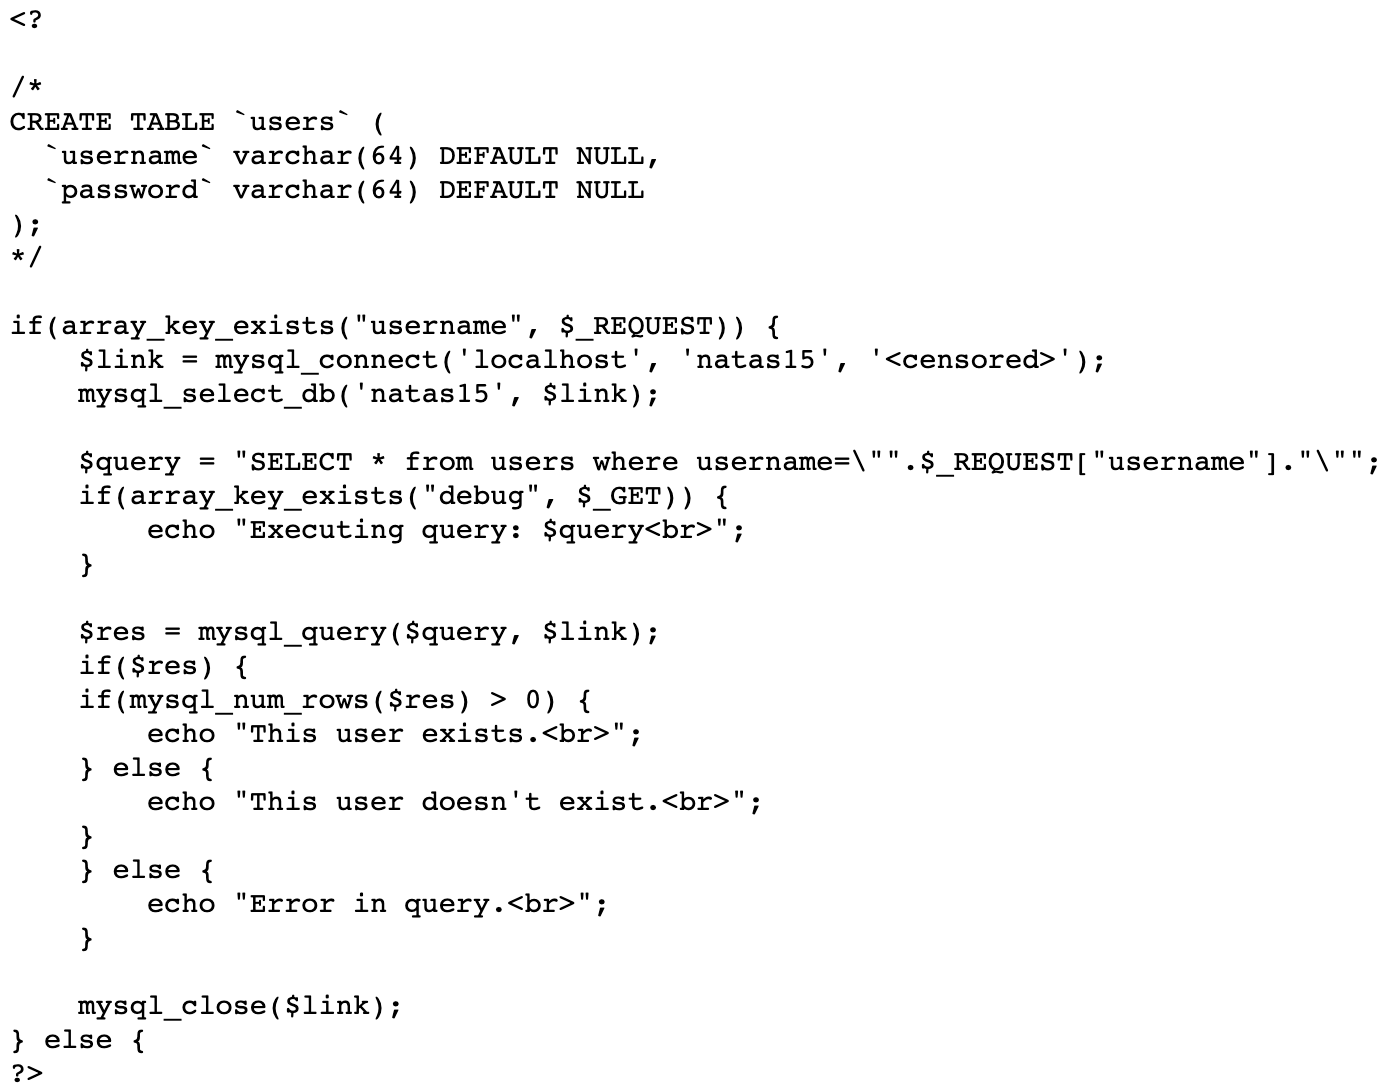 <?
/*
CREATE TABLE `users` (
  `username` varchar(64) DEFAULT NULL,
  `password` varchar(64) DEFAULT NULL
);
*/
if(array_key_exists("username", $_REQUEST)) {
    $link = mysql_connect('localhost', 'natas15', '<censored>');
    mysql_select_db('natas15', $link);
    $query = "SELECT * from users where username=\"".$_REQUEST["username"]."\"";
    if(array_key_exists("debug", $_GET)) {
        echo "Executing query: $query<br>";
    }
    $res = mysql_query($query, $link);
    if($res) {
    if(mysql_num_rows($res) > 0) {
        echo "This user exists.<br>";
    } else {
        echo "This user doesn't exist.<br>";
    }
    } else {
        echo "Error in query.<br>";
    }
    mysql_close($link);
} else {
?>